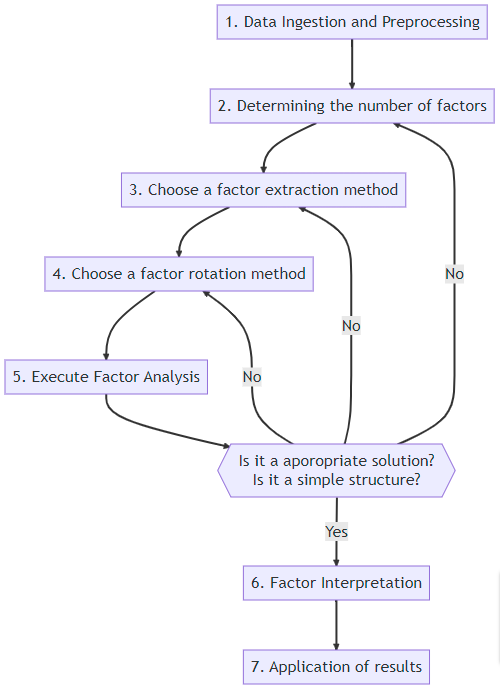 1. Data Ingestion and Preprocessing
2. Determining the number of factors
3. Choose a factor extraction method
4. Choose a factor rotation method
No
No
No
5. Execute Factor Analysis
Is it a aporopriate solution?
Is it a simple structure?
Yes
6. Factor Interpretation
7. Application of results